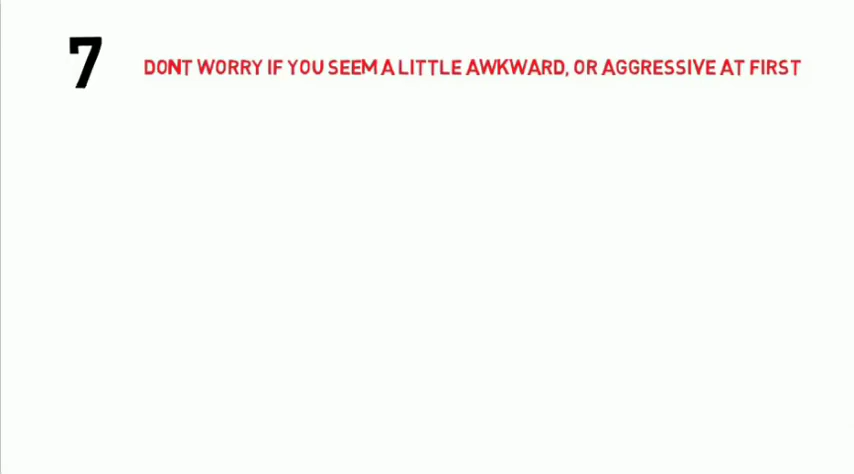 7 DONT WORRY IF YOU SEEM A LITTLE AWKWARD, OR AGGRESSIVE AT FIRST